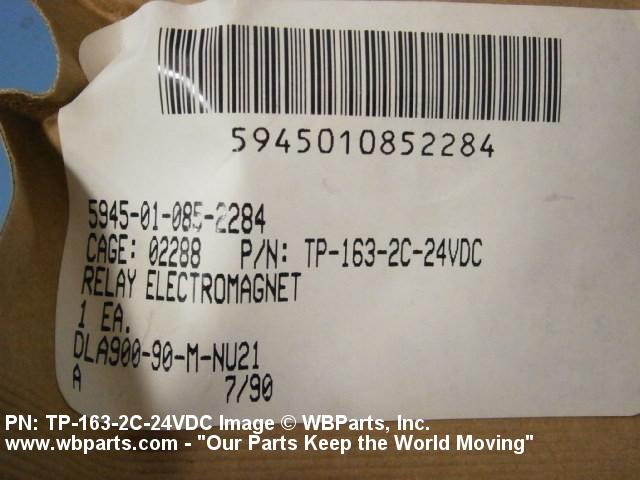 5945010852284
5945-01-085-2284
CAGE: 02288 P/N: TP-163-2C-24VDC
RELAY ELECTROMAGNET
1 EA.
DLA900-90-M-NU21
A 7/90
PN: TP-163-2C-24VDC Image © WBParts, Inc.
www.wbparts.com - "Our Parts Keep the World Moving"